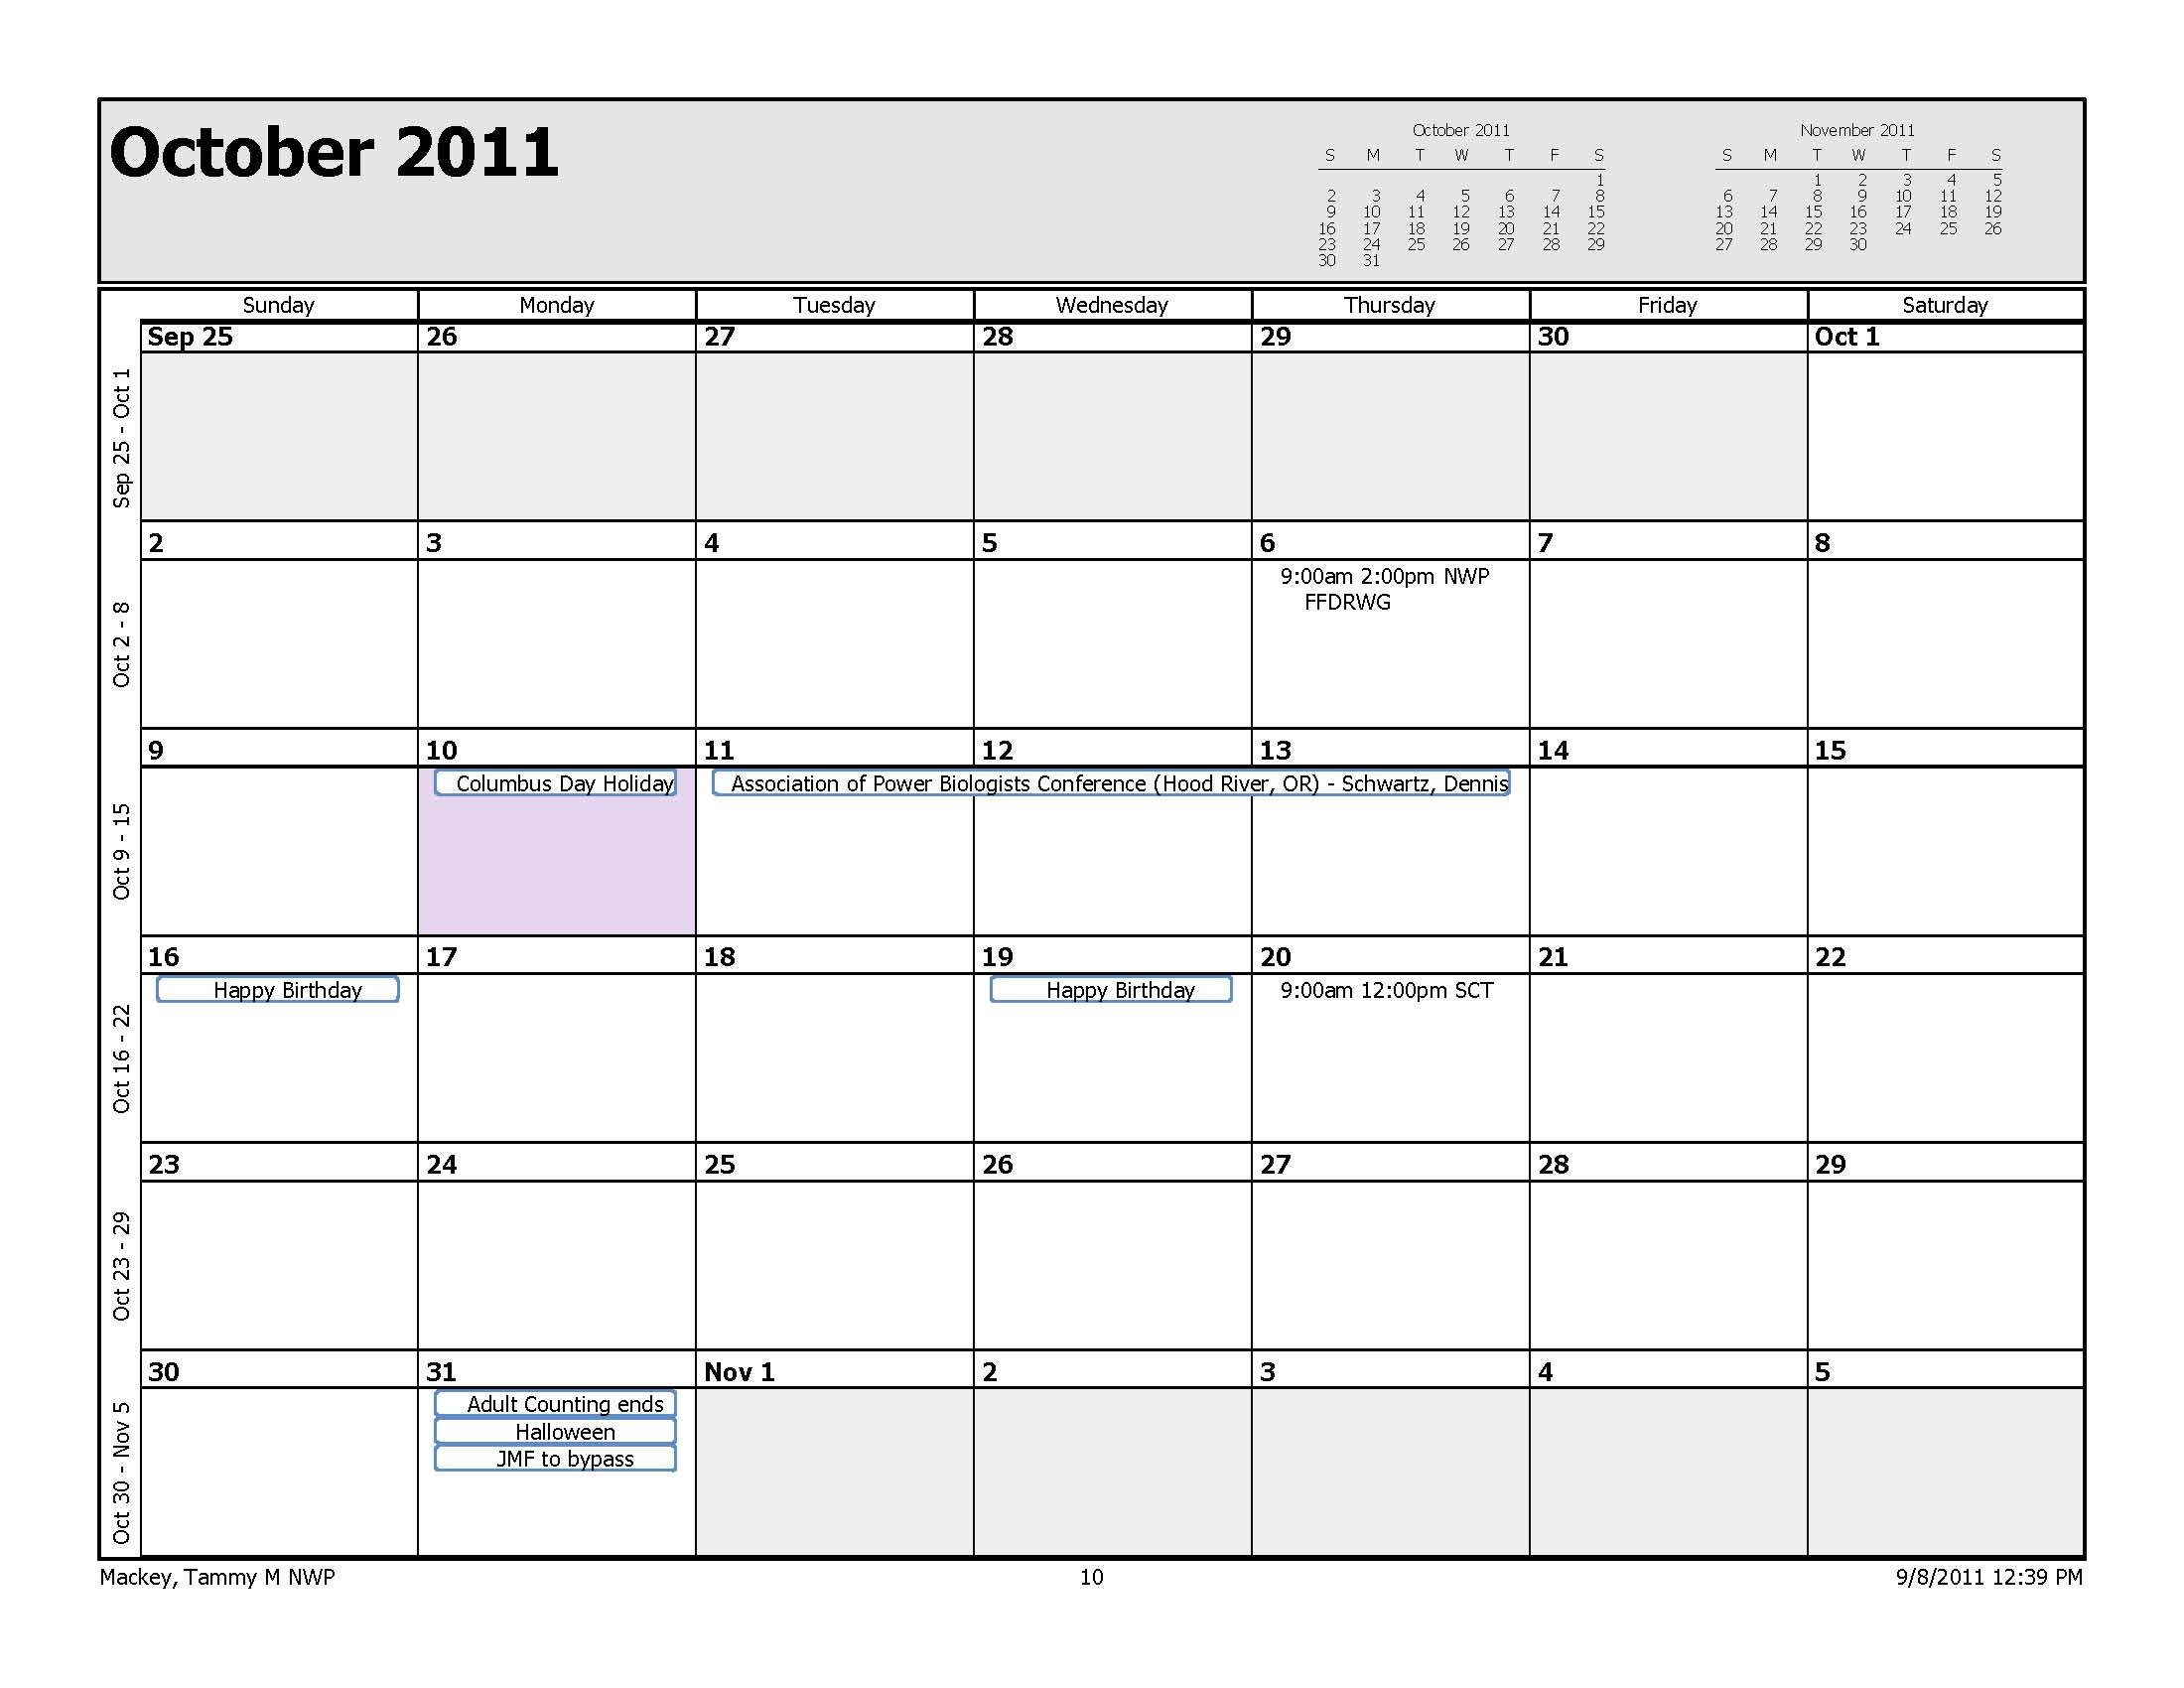 October 2011
October 2011
S M T W T F S
1
2 3 4 5 6 7 8
9 10 11 12 13 14 15
16 17 18 19 20 21 22
23 24 25 26 27 28 29
30 31
November 2011
S M T W T F S
1 2 3 4 5
6 7 8 9 10 11 12
13 14 15 16 17 18 19
20 21 22 23 24 25 26
27 28 29 30
Sunday Monday Tuesday Wednesday Thursday Friday Saturday
Sep 25 - Oct 1
Sep 25 26 27 28 29 30 Oct 1
Oct 2 - 8
2 3 4 5 6 7 8
9:00am 2:00pm NWP
FFDRWG
Oct 9 - 15
9 10 11 12 13 14 15
Columbus Day Holiday Association of Power Biologists Conference (Hood River, OR) - Schwartz, Dennis
Oct 16 - 22
16 17 18 19 20 21 22
Happy Birthday Happy Birthday 9:00am 12:00pm SCT
Oct 23 - 29
23 24 25 26 27 28 29
Oct 30 - Nov 5
30 31 Nov 1 2 3 4 5
Adult Counting ends
Halloween
JMF to bypass
Mackey, Tammy M NWP 10 9/8/2011 12:39 PM